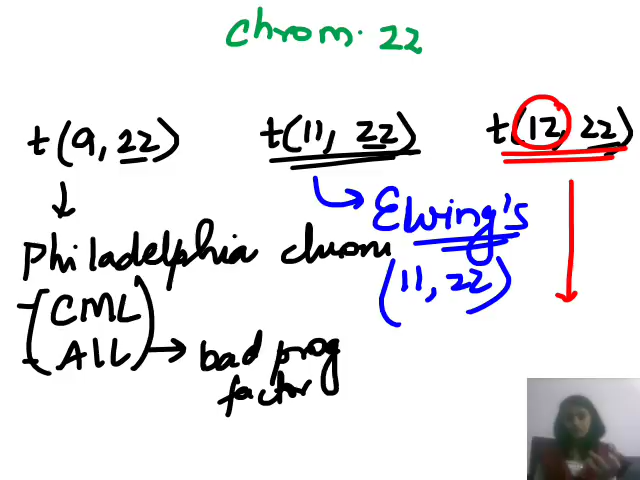 chrom. 22
t(9, 22)
t(11, 22)
t(12, 22)
Ewing's
(11, 22)
Philadelphia chrom
CML
ALL
bad prog
factor